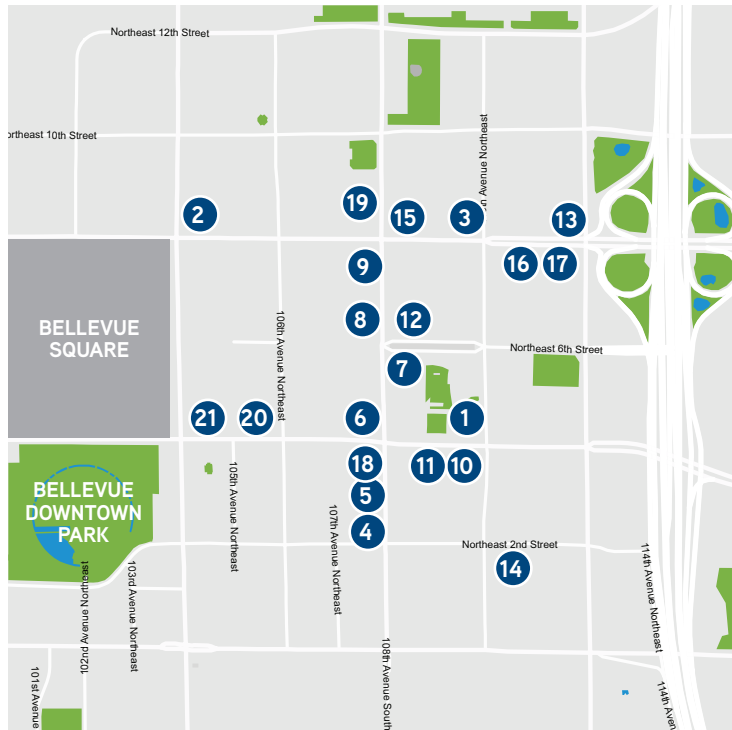 Northeast 12th Street
ortheast 10th Street
h Avenue Northeast
19
2
15
3
13
9
16
17
BELLEVUE
SQUARE
106th Avenue Northeast
8
12
Northeast 6th Street
7
21
20
6
1
18
11
10
5
BELLEVUE
DOWNTOWN
PARK
105th Avenue Northeast
107th Avenue Northeast
4
Northeast 2nd Street
14
102nd Avenue Northeast
103rd Avenue Northeast
114th Avenue Northeast
101st Avenue
108th Avenue South
114th Aven